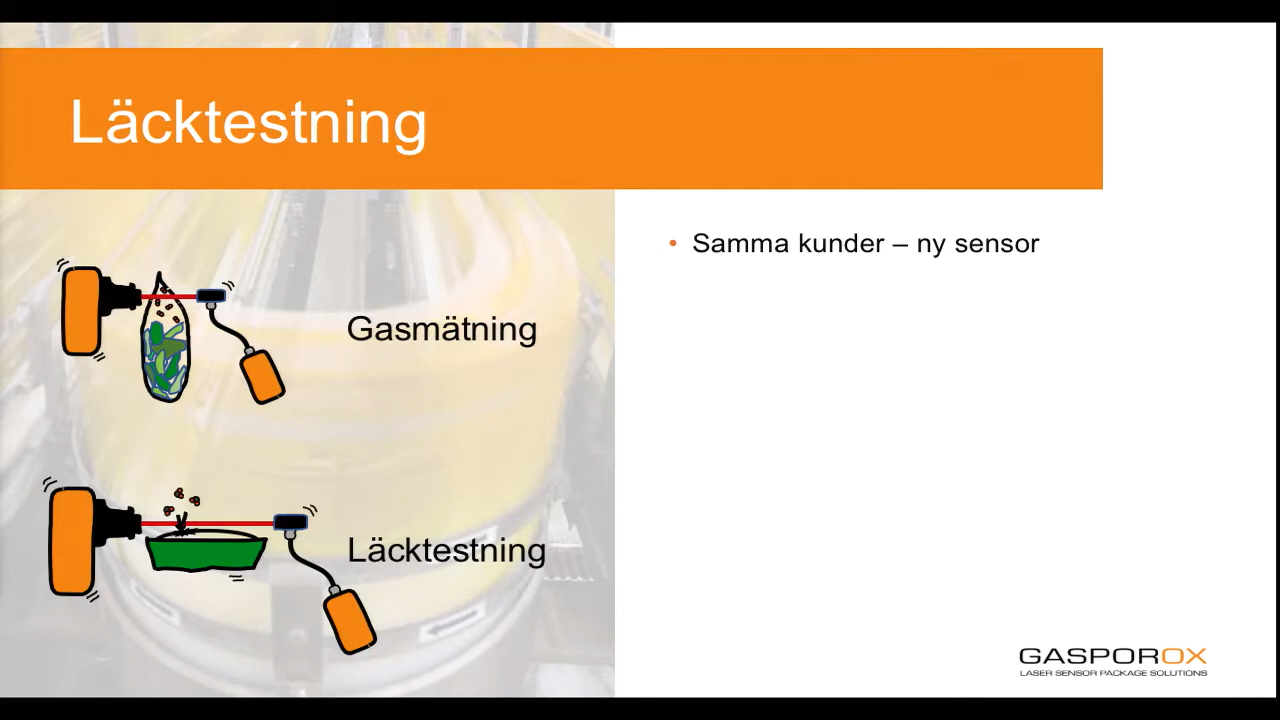 Läcktestning
• Samma kunder – ny sensor
Gasmätning
Läcktestning
GASPOROX
LASER SENSOR PACKAGE SOLUTIONS